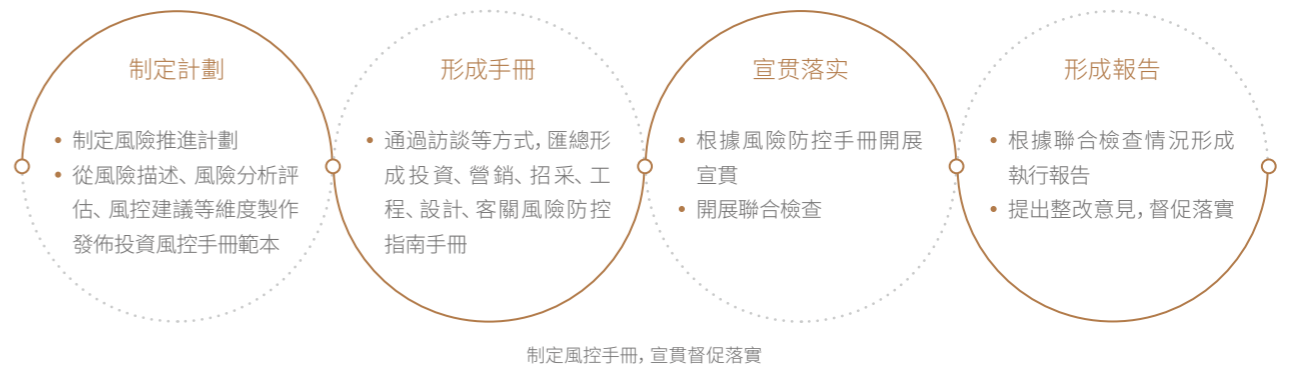 制定計劃
• 制定風險推進計劃
• 從風險描述、風險分析評
估、風控建議等維度製作
發佈投資風控手冊範本
形成手冊
• 通過訪談等方式，匯總形
成投資、營銷、招采、工
程、設計、客關風險防控
指南手冊
宣贯落实
• 根據風險防控手冊開展
宣貫
• 開展聯合檢查
形成報告
• 根據聯合檢查情況形成
執行報告
• 提出整改意見，督促落實
制定風控手冊，宣貫督促落實